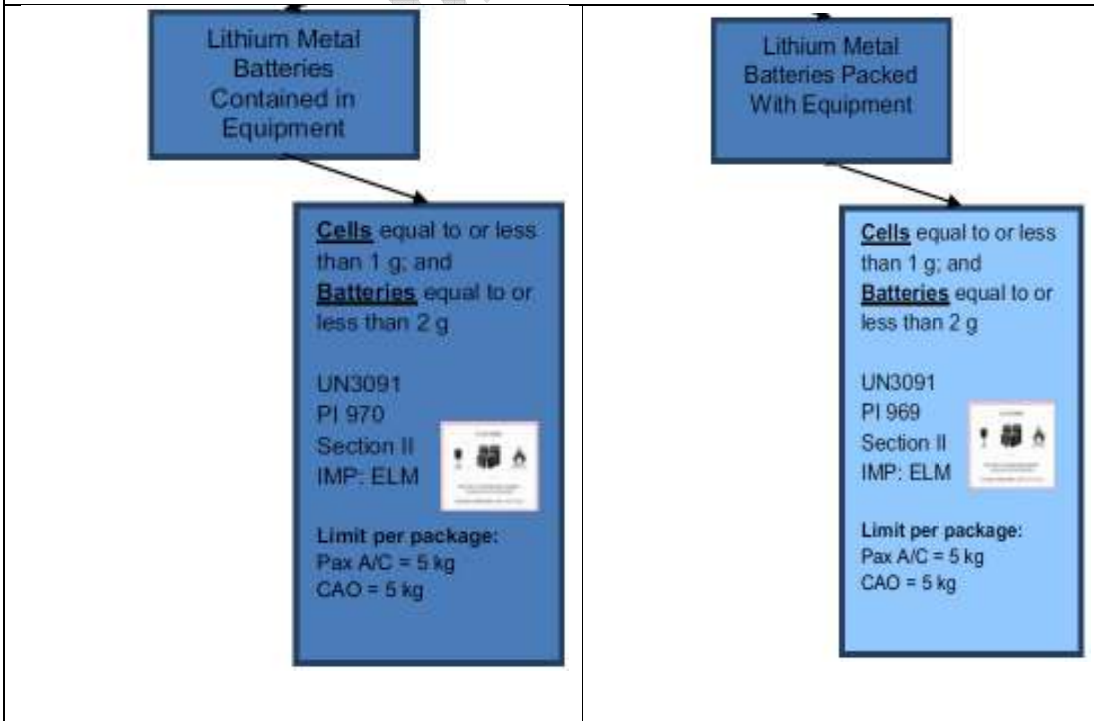 Lithium Metal
Batteries
Contained in
Equipment
Cells equal to or less
than 1 g; and
Batteries equal to or
less than 2 g
UN3091
PI 970
Section II
IMP: ELM
Limit per package:
Pax A/C = 5 kg
CAO = 5 kg
Lithium Metal
Batteries Packed
With Equipment
Cells equal to or less
than 1 g; and
Batteries equal to or
less than 2 g
UN3091
PI 969
Section II
IMP: ELM
Limit per package:
Pax A/C = 5 kg
CAO = 5 kg